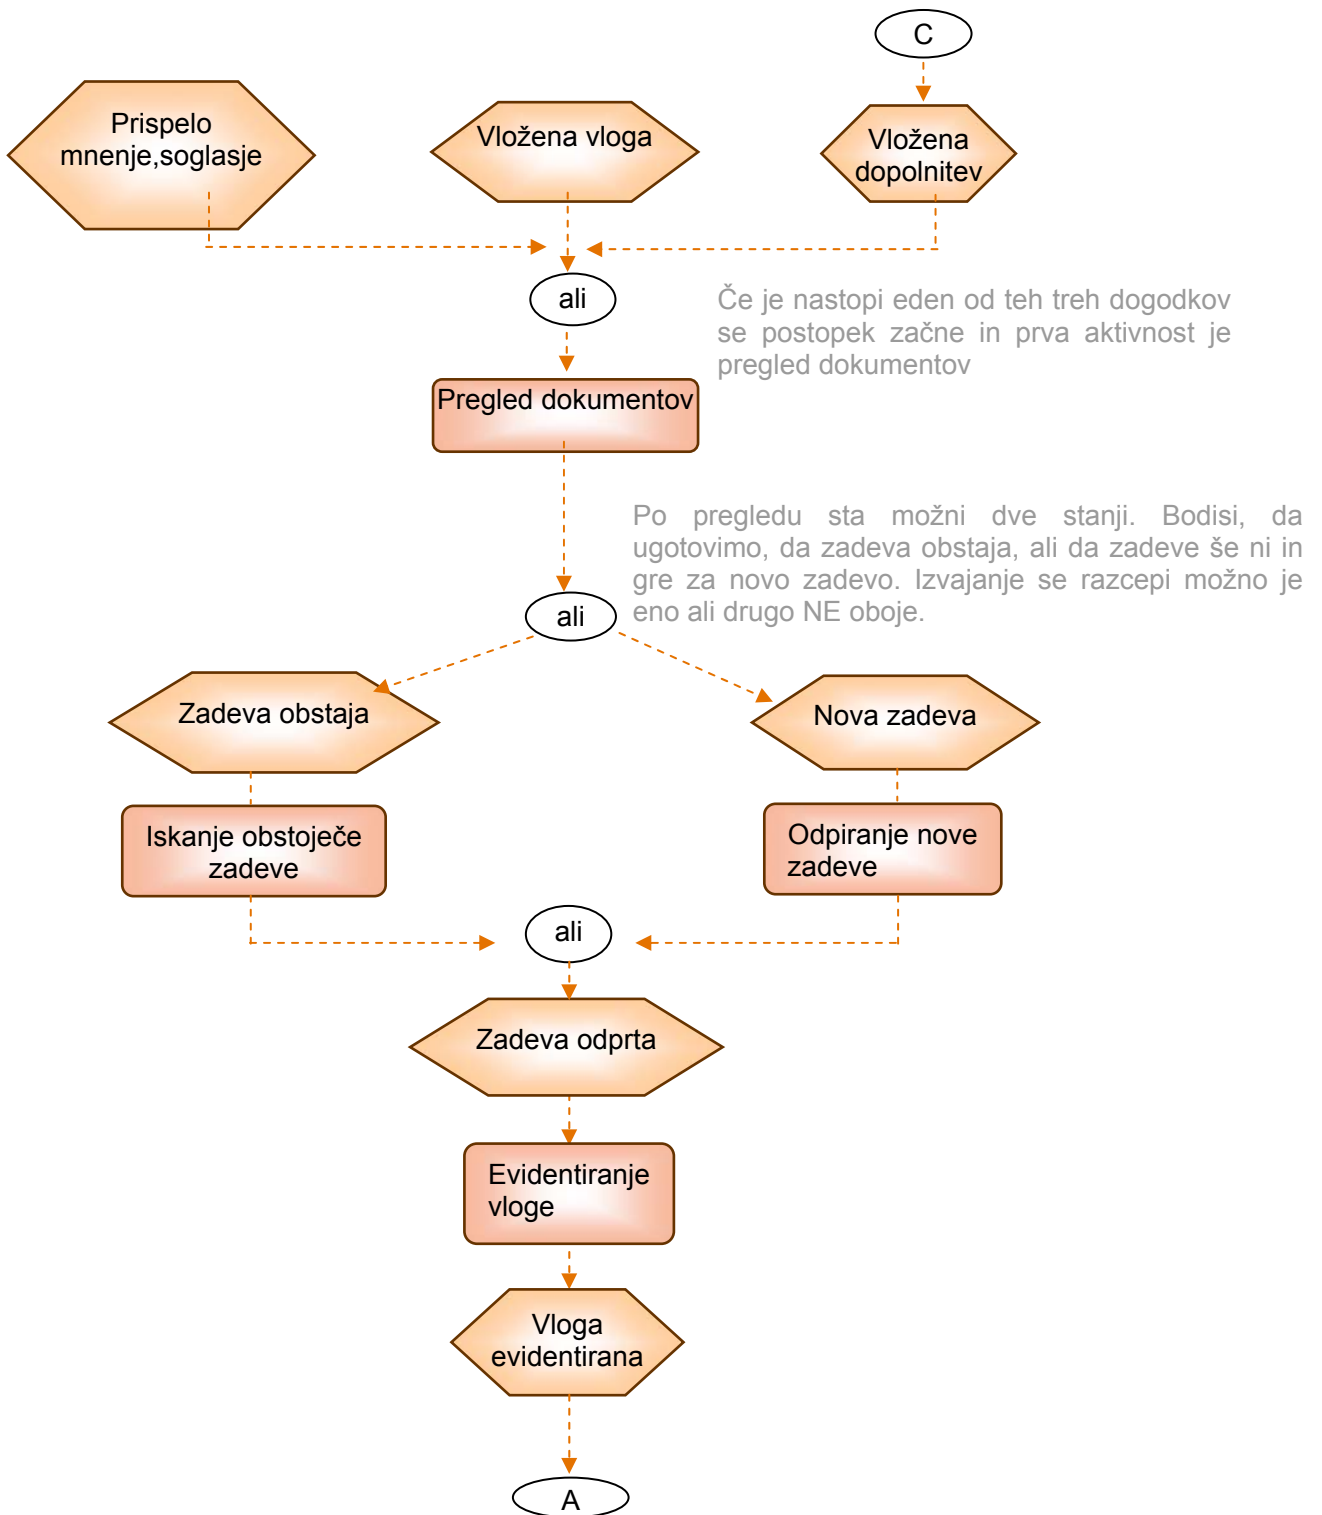 C
Prispelo
mnenje,soglasje
Vložena vloga
Vložena
dopolnitev
ali
Če je nastopi eden od teh treh dogodkov
se postopek začne in prva aktivnost je
pregled dokumentov
Pregled dokumentov
Po pregledu sta možni dve stanji. Bodisi, da
ugotovimo, da zadeva obstaja, ali da zadeve še ni in
gre za novo zadevo. Izvajanje se razcepi možno je
eno ali drugo NE oboje.
ali
Zadeva obstaja
Nova zadeva
Iskanje obstoječe
zadeve
Odpiranje nove
zadeve
ali
Zadeva odprta
Evidentiranje
vloge
Vloga
evidentirana
A